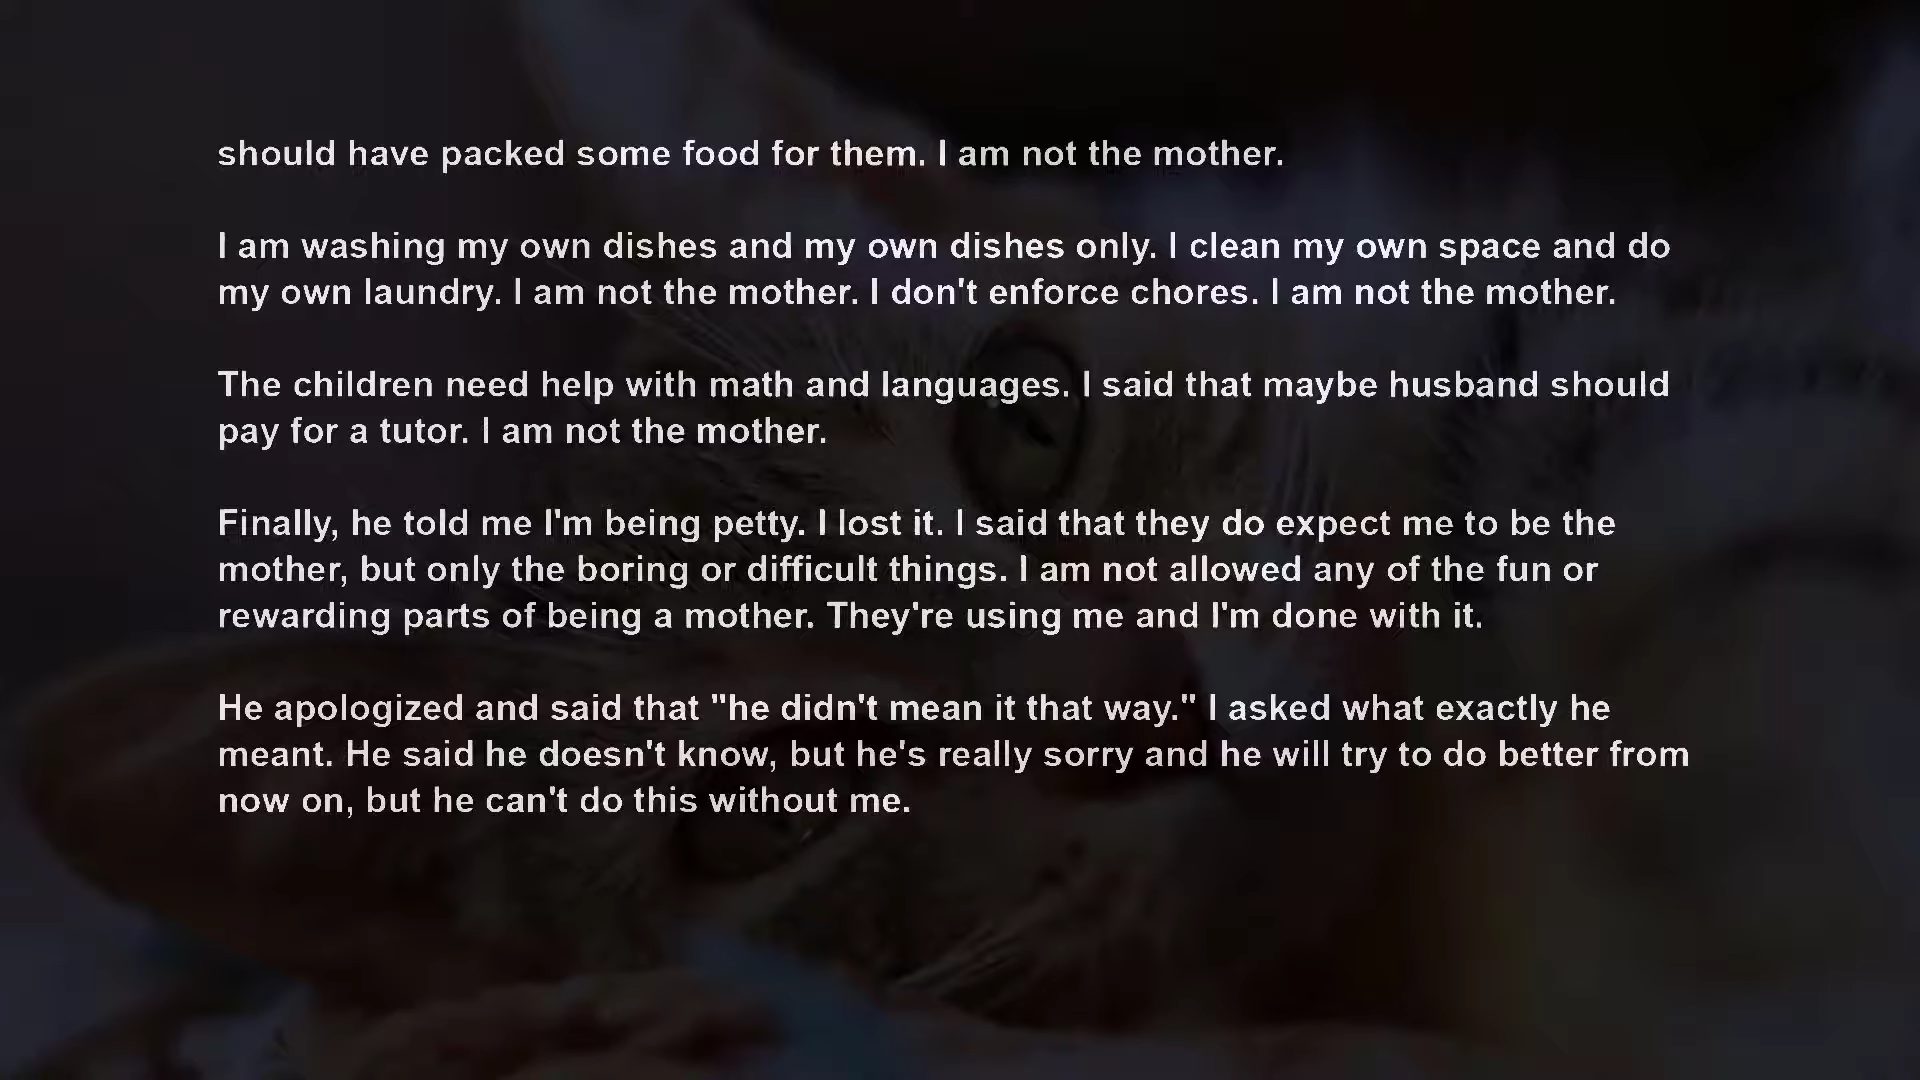 should have packed some food for them. I am not the mother.
I am washing my own dishes and my own dishes only. I clean my own space and do
my own laundry. I am not the mother. I don't enforce chores. I am not the mother.
The children need help with math and languages. I said that maybe husband should
pay for a tutor. I am not the mother.
Finally, he told me I'm being petty. I lost it. I said that they do expect me to be the
mother, but only the boring or difficult things. I am not allowed any of the fun or
rewarding parts of being a mother. They're using me and I'm done with it.
He apologized and said that "he didn't mean it that way." I asked what exactly he
meant. He said he doesn't know, but he's really sorry and he will try to do better from
now on, but he can't do this without me.